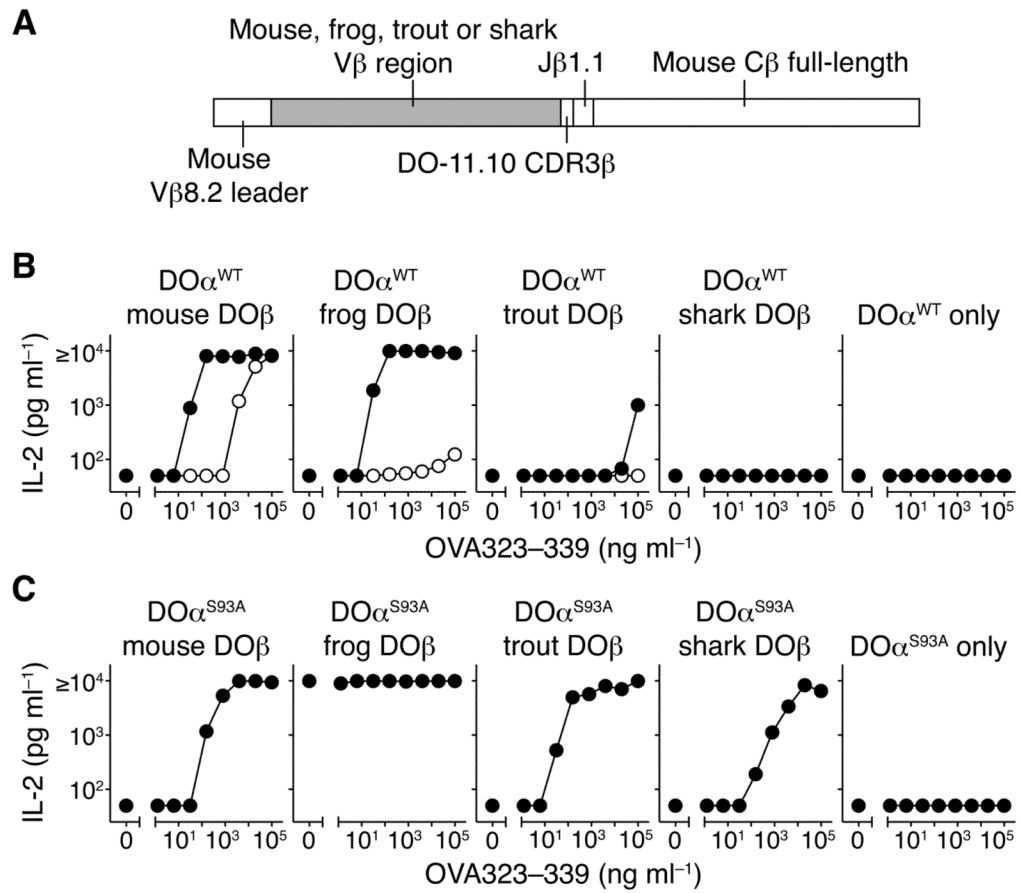 A
Mouse, frog, trout or shark
Vβ region
Jβ1.1
Mouse Cβ full-length
Mouse
Vβ8.2 leader
DO-11.10 CDR3β
B
DOα^WT
mouse DOβ
DOα^WT
frog DOβ
DOα^WT
trout DOβ
DOα^WT
shark DOβ
DOα^WT only
IL-2 (pg ml⁻¹)
≥10⁴
10³
10²
0 10¹ 10³ 10⁵
0 10¹ 10³ 10⁵
0 10¹ 10³ 10⁵
0 10¹ 10³ 10⁵
0 10¹ 10³ 10⁵
OVA323–339 (ng ml⁻¹)
C
DOα^S93A
mouse DOβ
DOα^S93A
frog DOβ
DOα^S93A
trout DOβ
DOα^S93A
shark DOβ
DOα^S93A only
IL-2 (pg ml⁻¹)
≥10⁴
10³
10²
0 10¹ 10³ 10⁵
0 10¹ 10³ 10⁵
0 10¹ 10³ 10⁵
0 10¹ 10³ 10⁵
0 10¹ 10³ 10⁵
OVA323–339 (ng ml⁻¹)